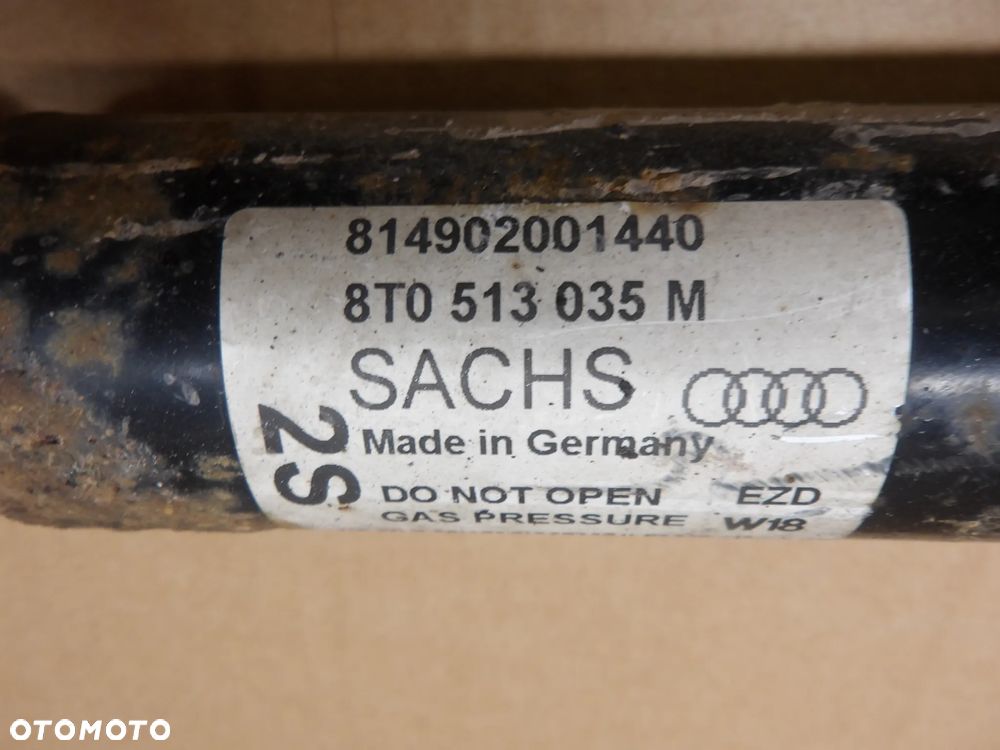 814902001440
8T0 513 035 M
SACHS
2S
Made in Germany
DO NOT OPEN EZD
GAS PRESSURE W18
OTOMOTO